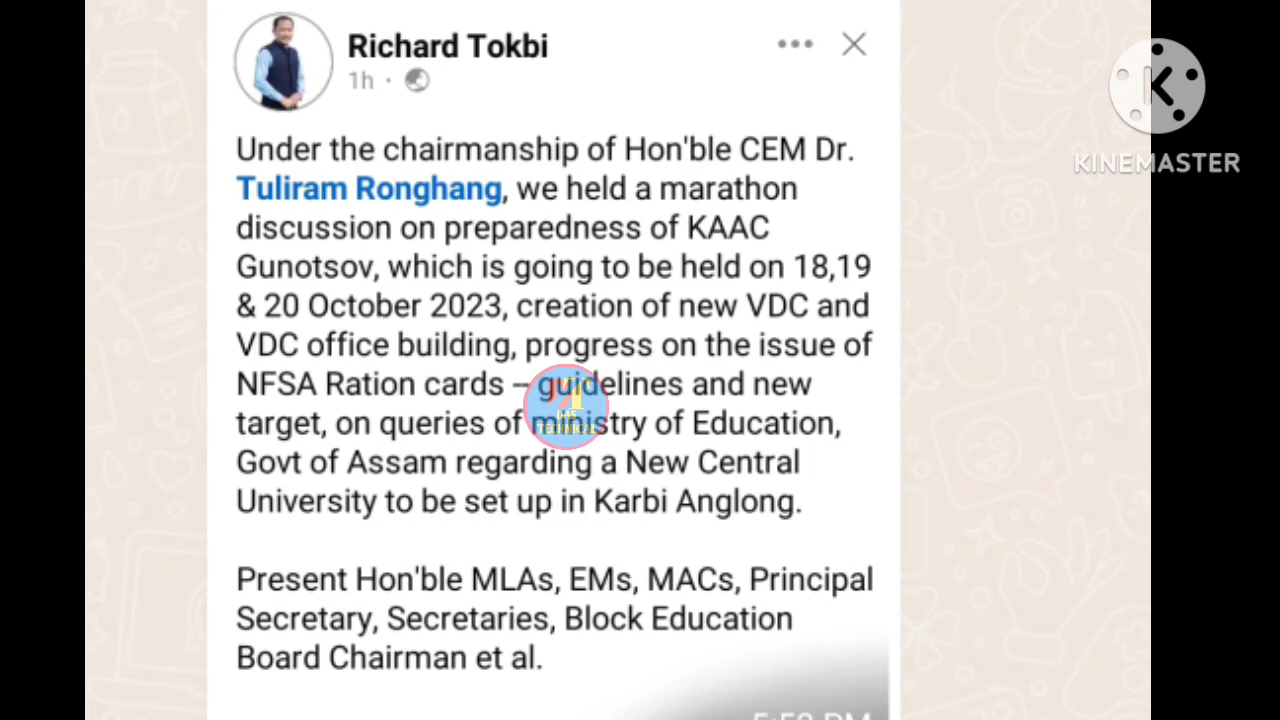 Richard Tokbi
1h
KINEMASTER
Under the chairmanship of Hon'ble CEM Dr.
Tuliram Ronghang, we held a marathon
discussion on preparedness of KAAC
Gunotsov, which is going to be held on 18,19
& 20 October 2023, creation of new VDC and
VDC office building, progress on the issue of
NFSA Ration cards -- guidelines and new
target, on queries of ministry of Education,
Govt of Assam regarding a New Central
University to be set up in Karbi Anglong.
DAS
TECHNICAL
Present Hon'ble MLAs, EMs, MACs, Principal
Secretary, Secretaries, Block Education
Board Chairman et al.